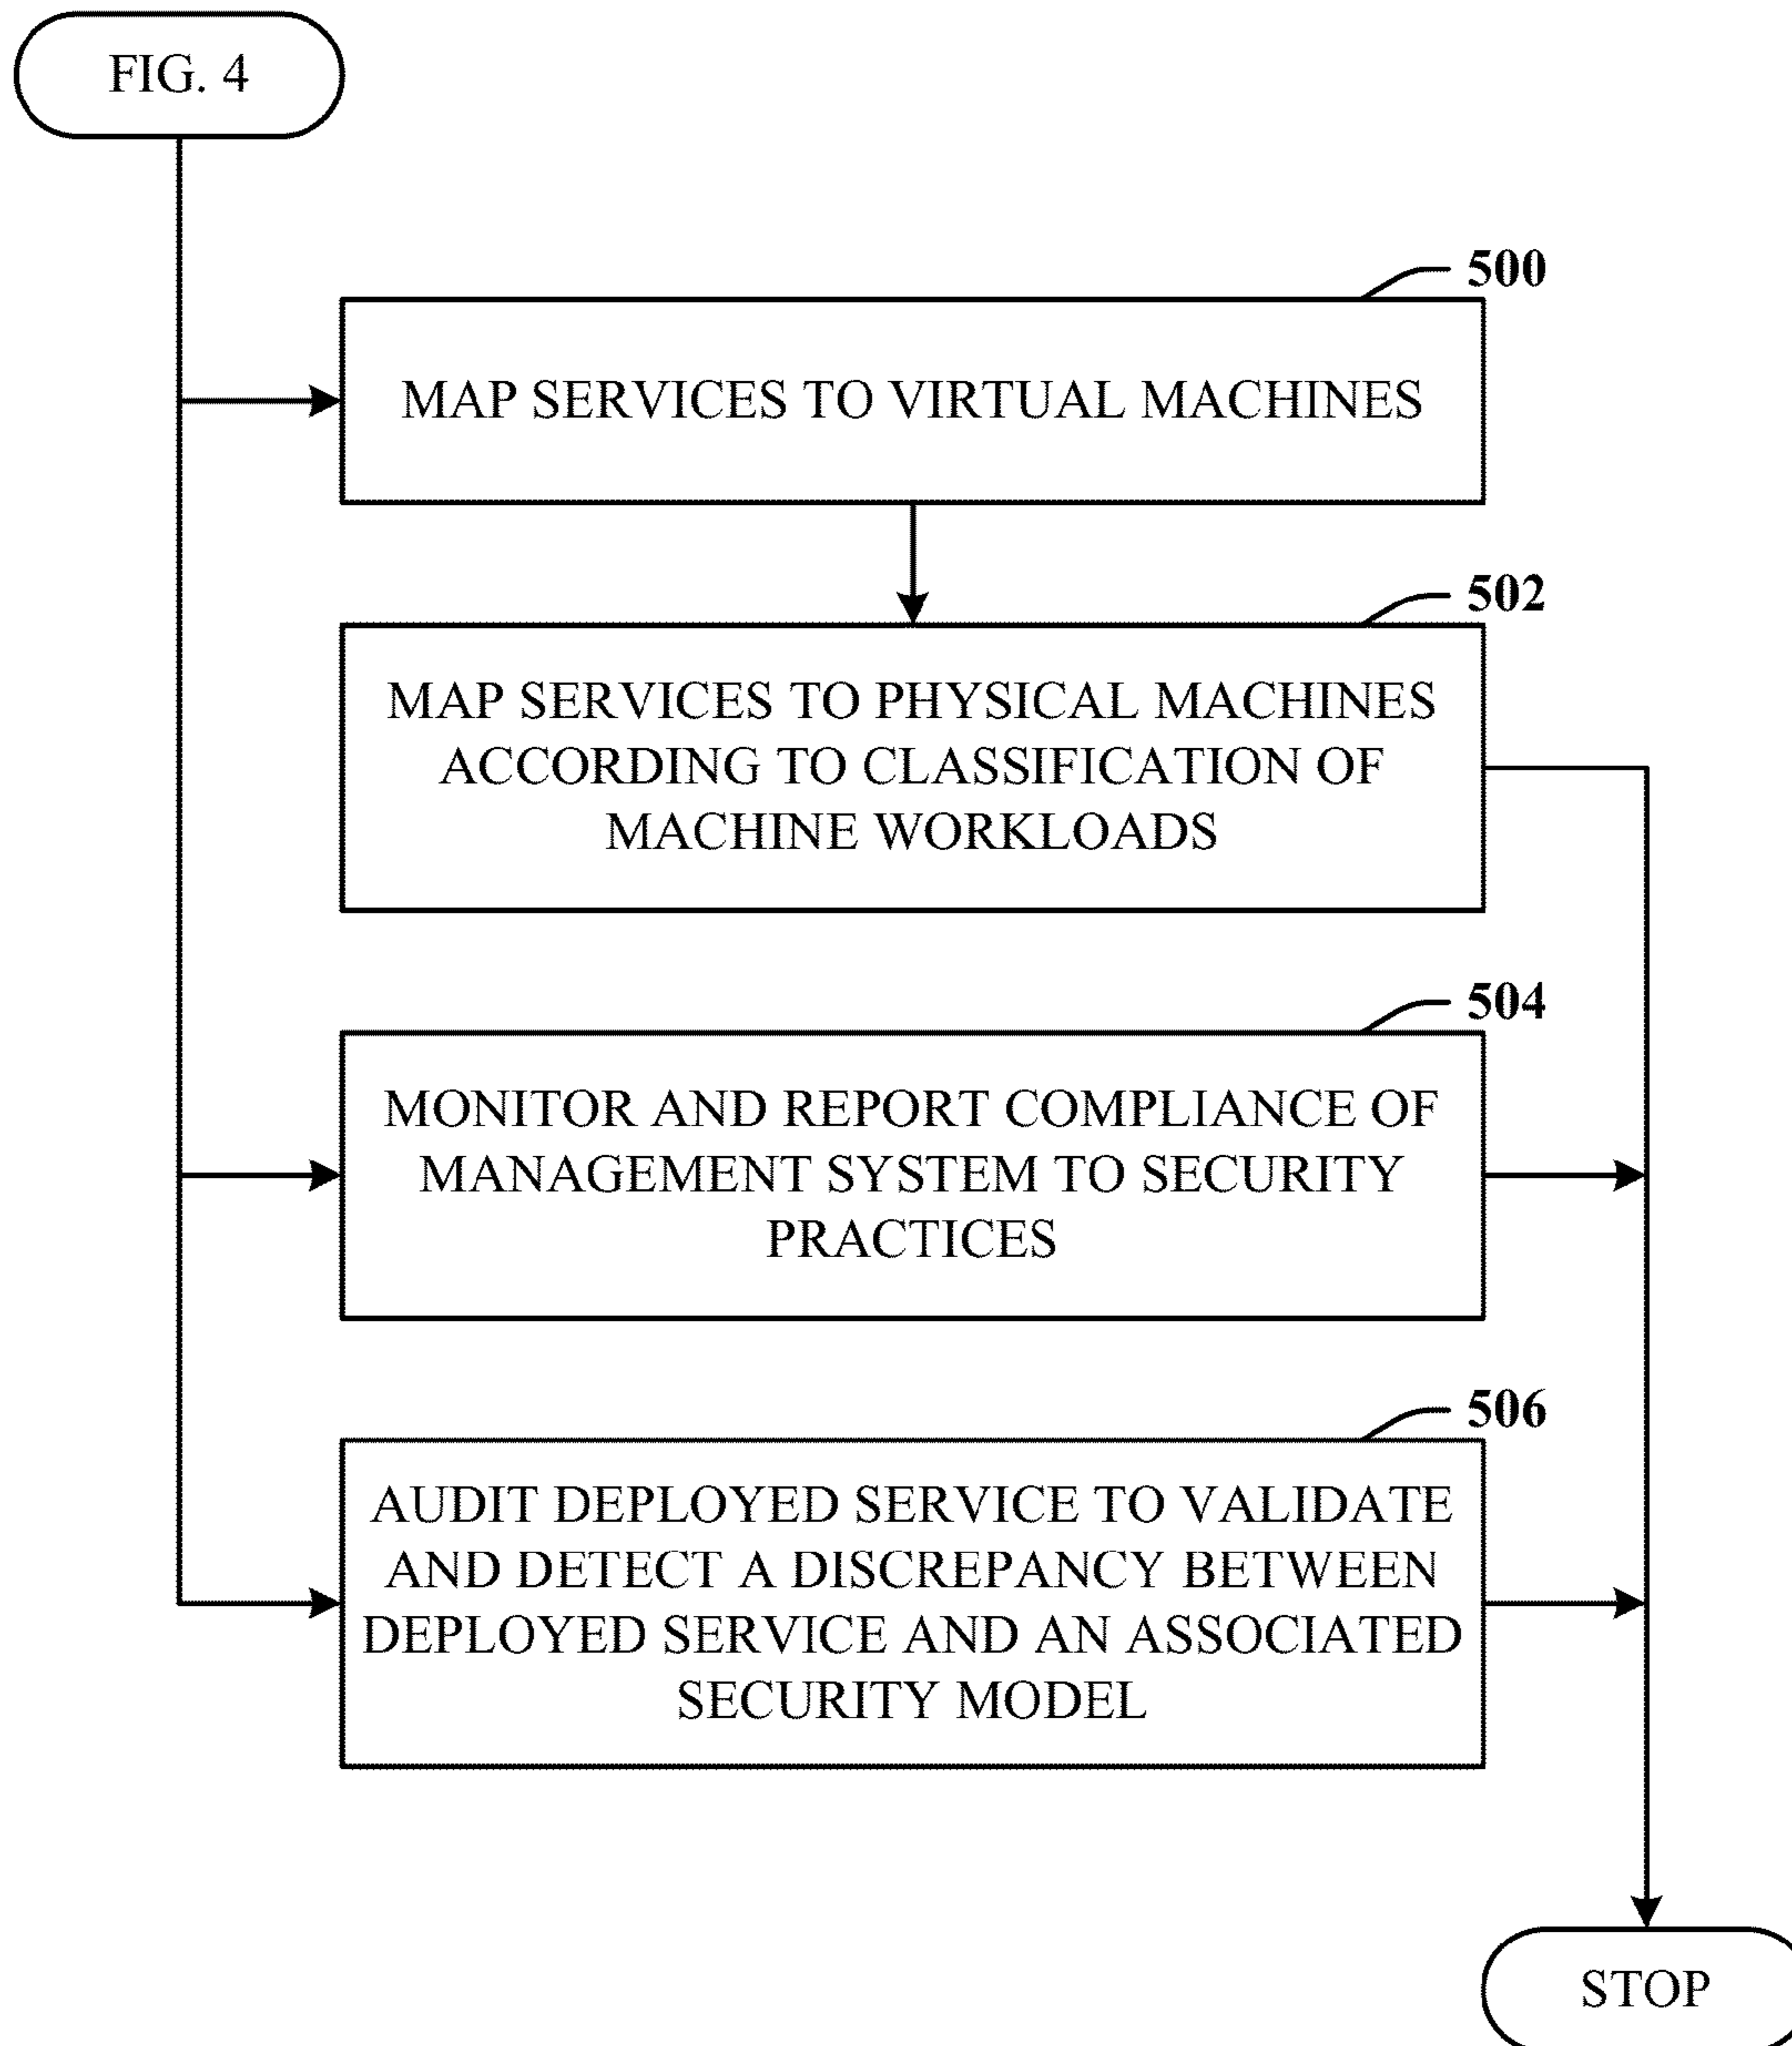 FIG. 4
500
MAP SERVICES TO VIRTUAL MACHINES
502
MAP SERVICES TO PHYSICAL MACHINES
ACCORDING TO CLASSIFICATION OF
MACHINE WORKLOADS
504
MONITOR AND REPORT COMPLIANCE OF
MANAGEMENT SYSTEM TO SECURITY
PRACTICES
506
AUDIT DEPLOYED SERVICE TO VALIDATE
AND DETECT A DISCREPANCY BETWEEN
DEPLOYED SERVICE AND AN ASSOCIATED
SECURITY MODEL
STOP